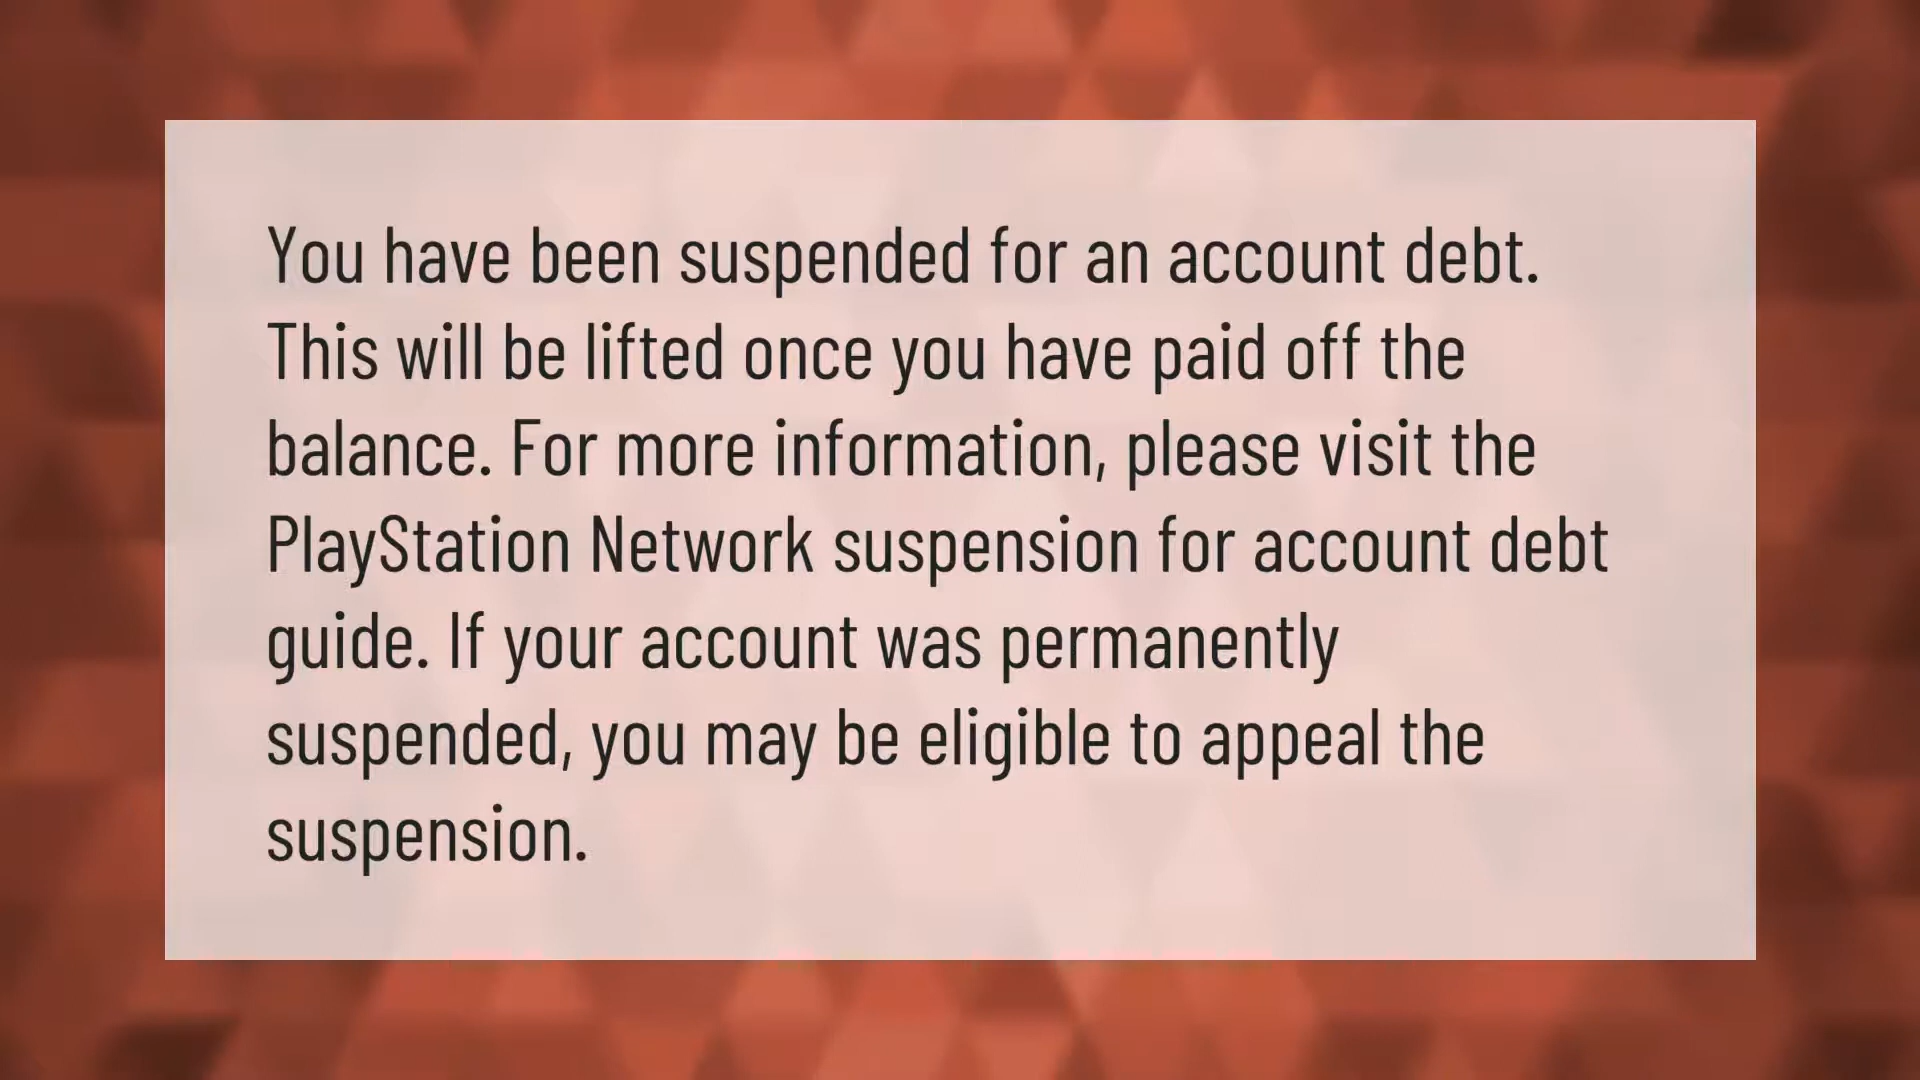 You have been suspended for an account debt.
This will be lifted once you have paid off the
balance. For more information, please visit the
PlayStation Network suspension for account debt
guide. If your account was permanently
suspended, you may be eligible to appeal the
suspension.